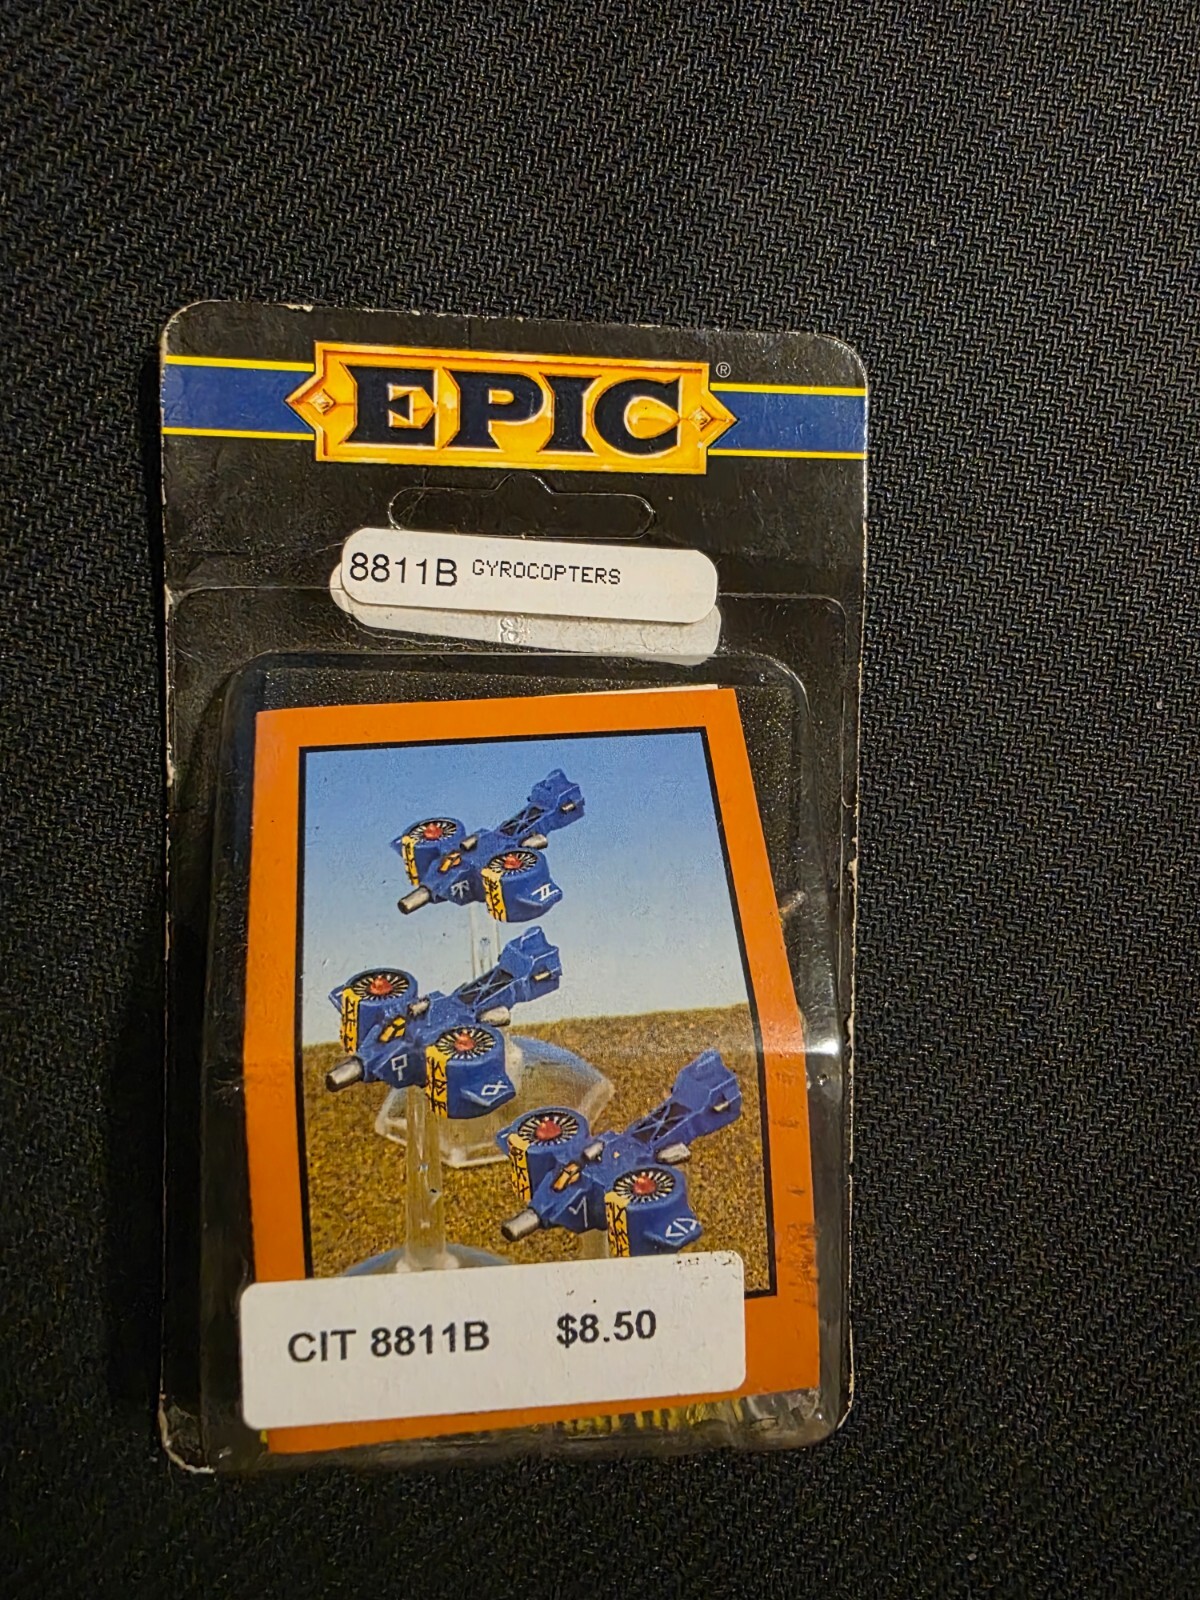 EPIC®
8811B GYROCOPTERS
CIT 8811B $8.50